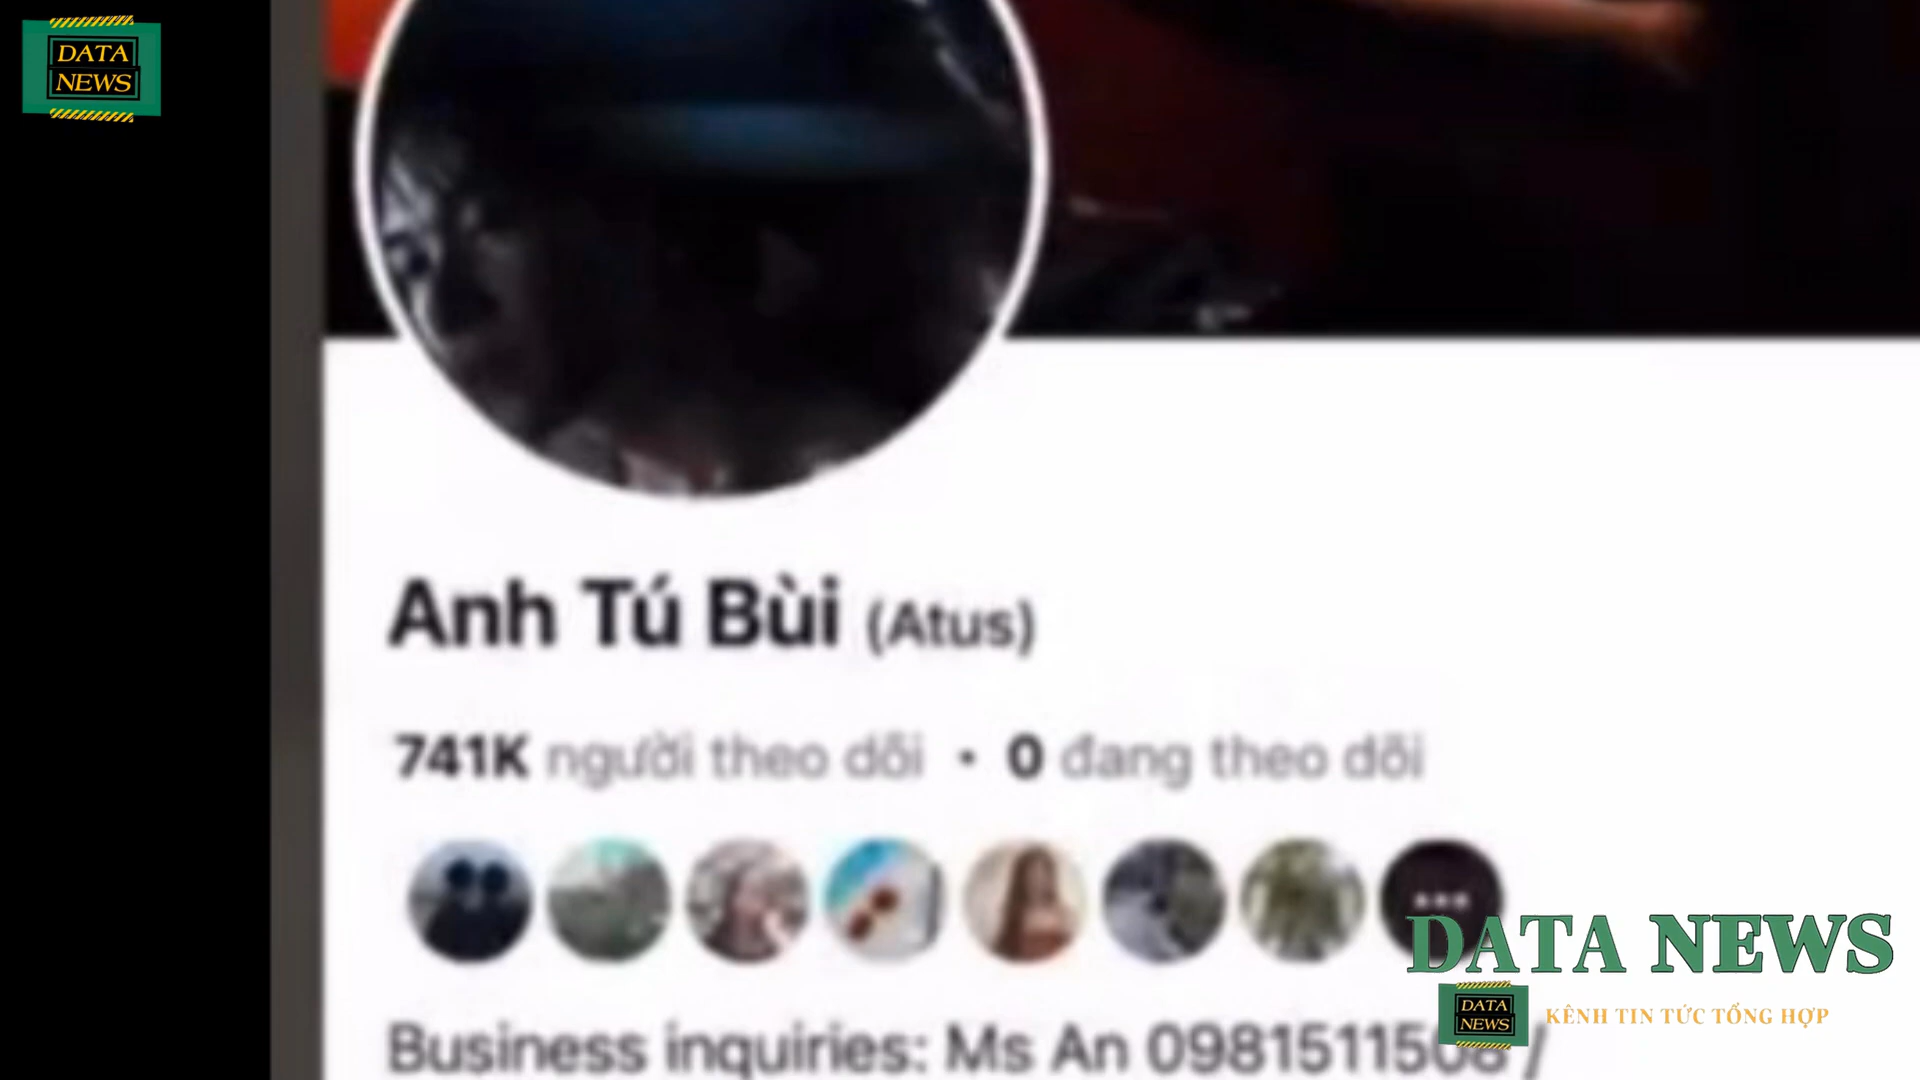 DATA
NEWS
Anh Tú Bùi (Atus)
741K người theo dõi • 0 đang theo dõi
DATA NEWS
DATA
NEWS
KÊNH TIN TỨC TỔNG HỢP
Business inquiries: Ms An 0981511508 /